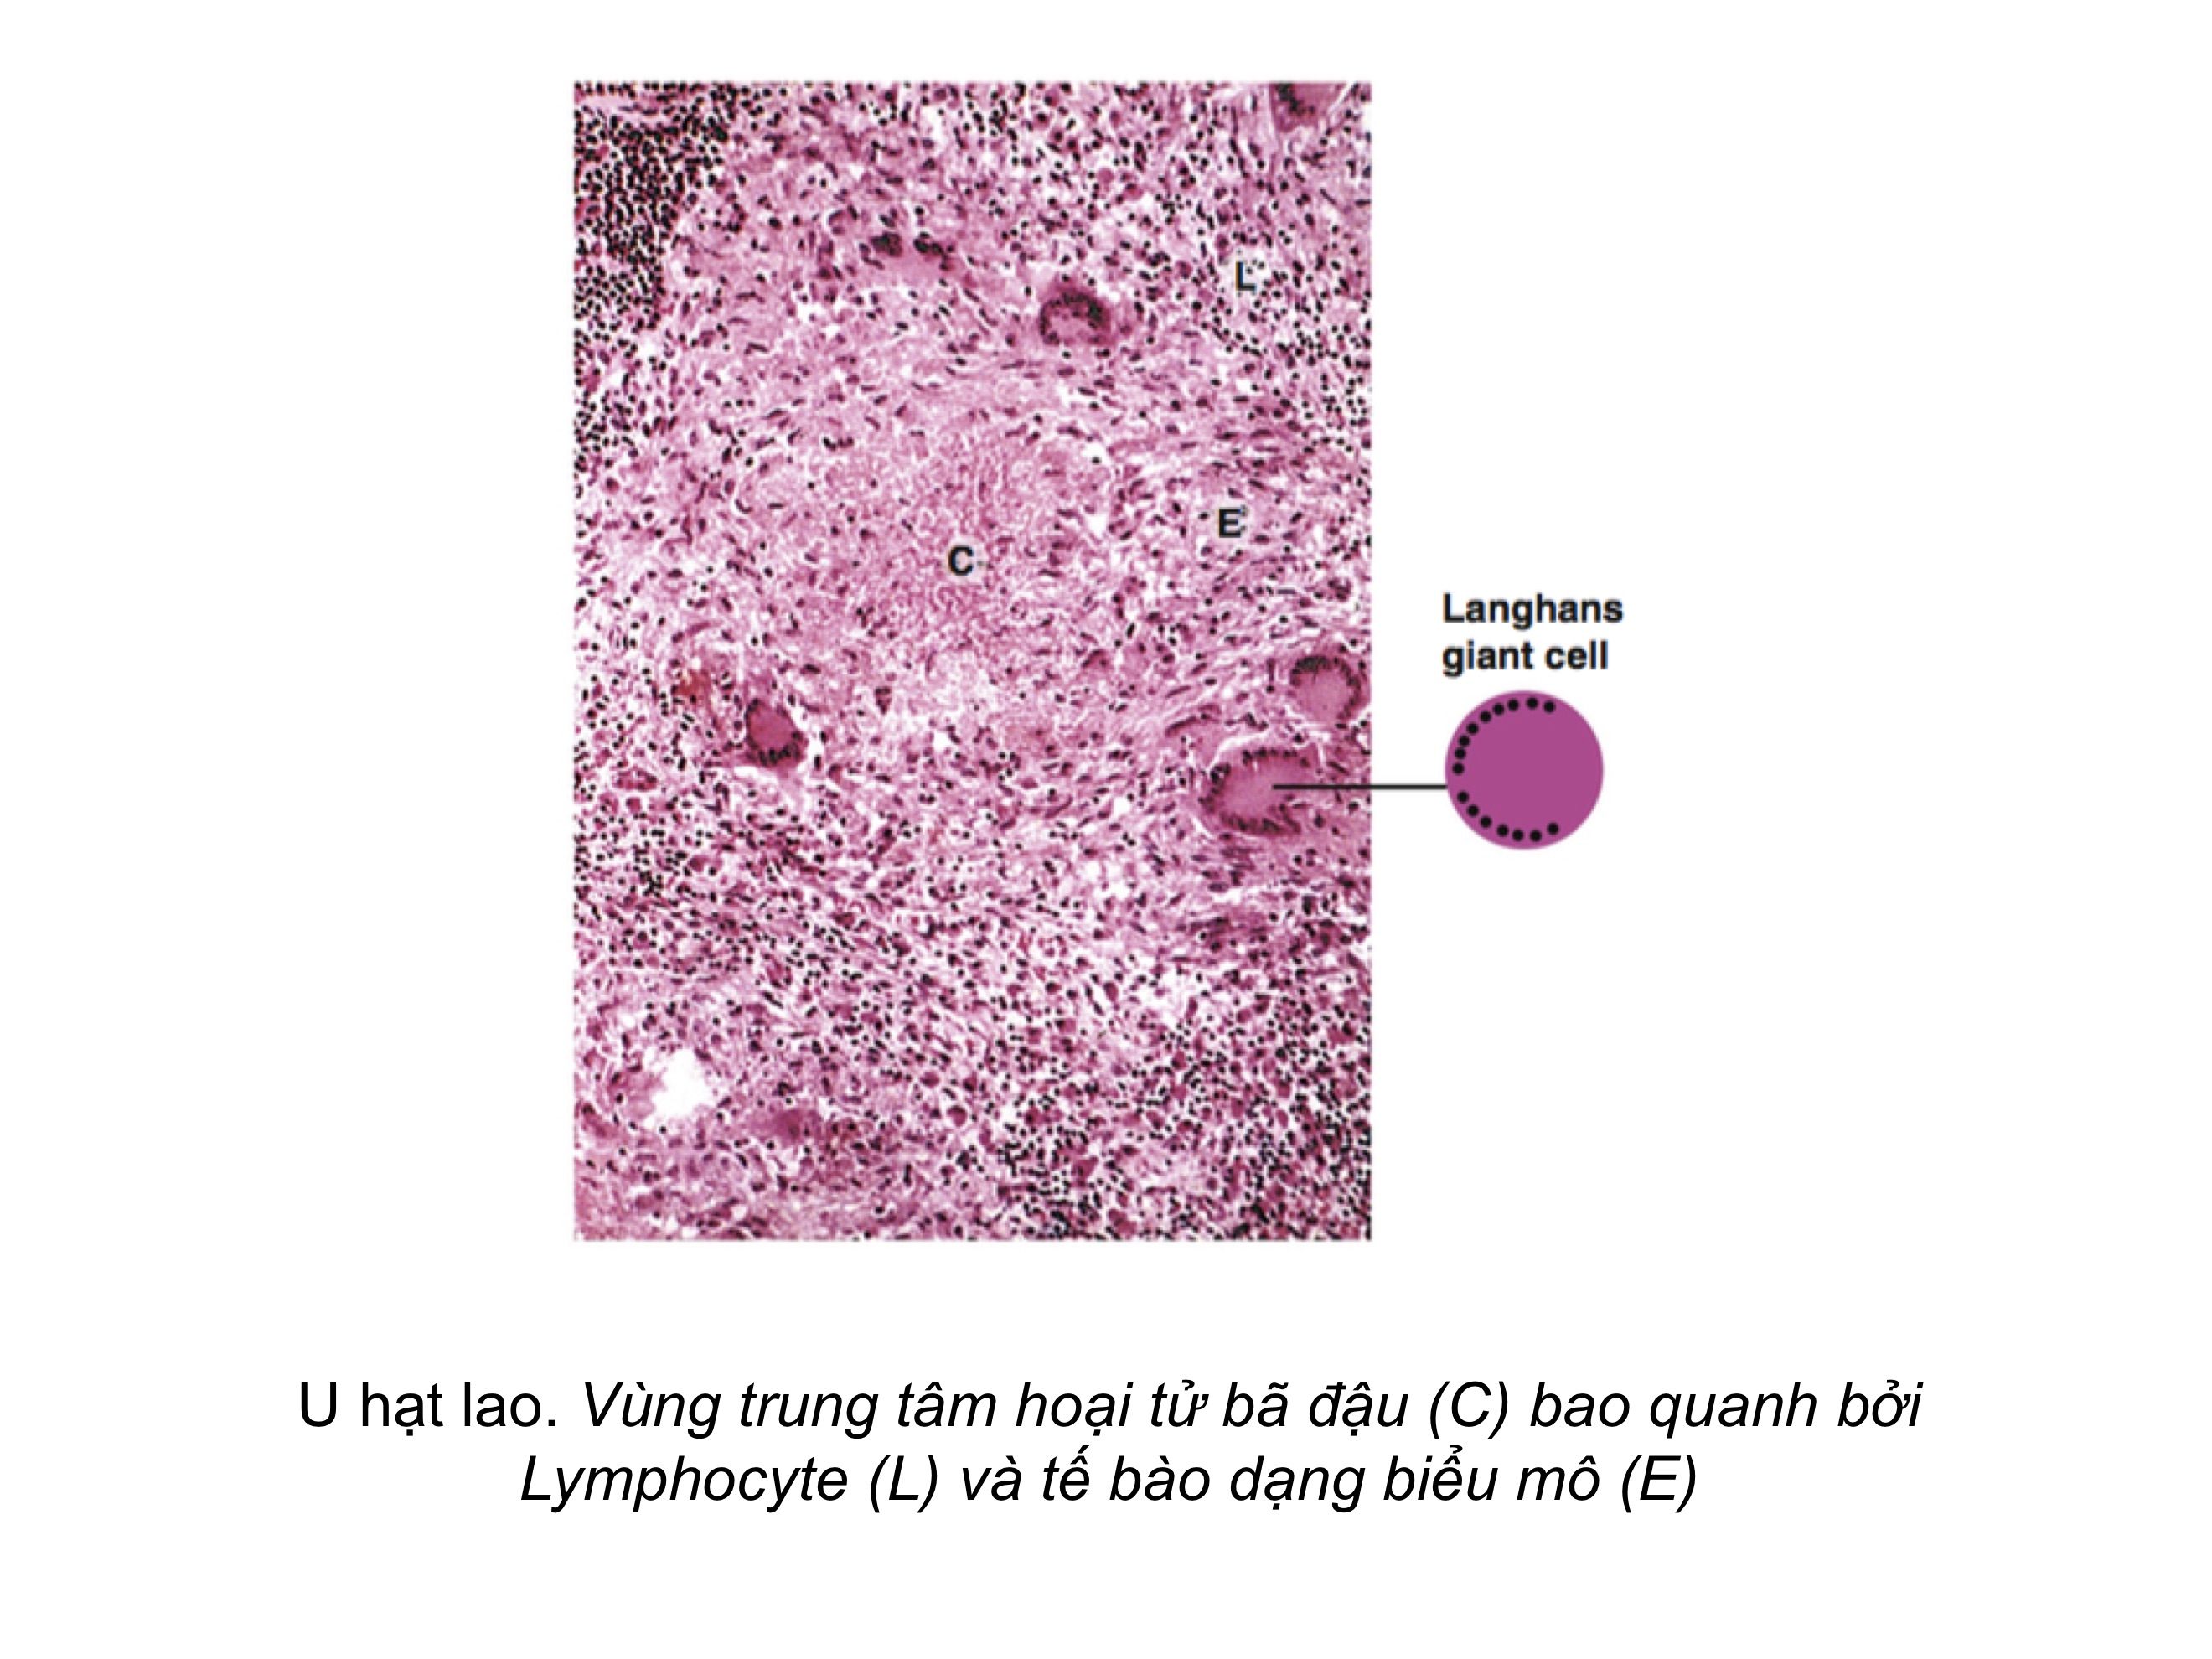 L
E
C
Langhans
giant cell
U hạt lao. Vùng trung tâm hoại tử bã đậu (C) bao quanh bởi
Lymphocyte (L) và tế bào dạng biểu mô (E)